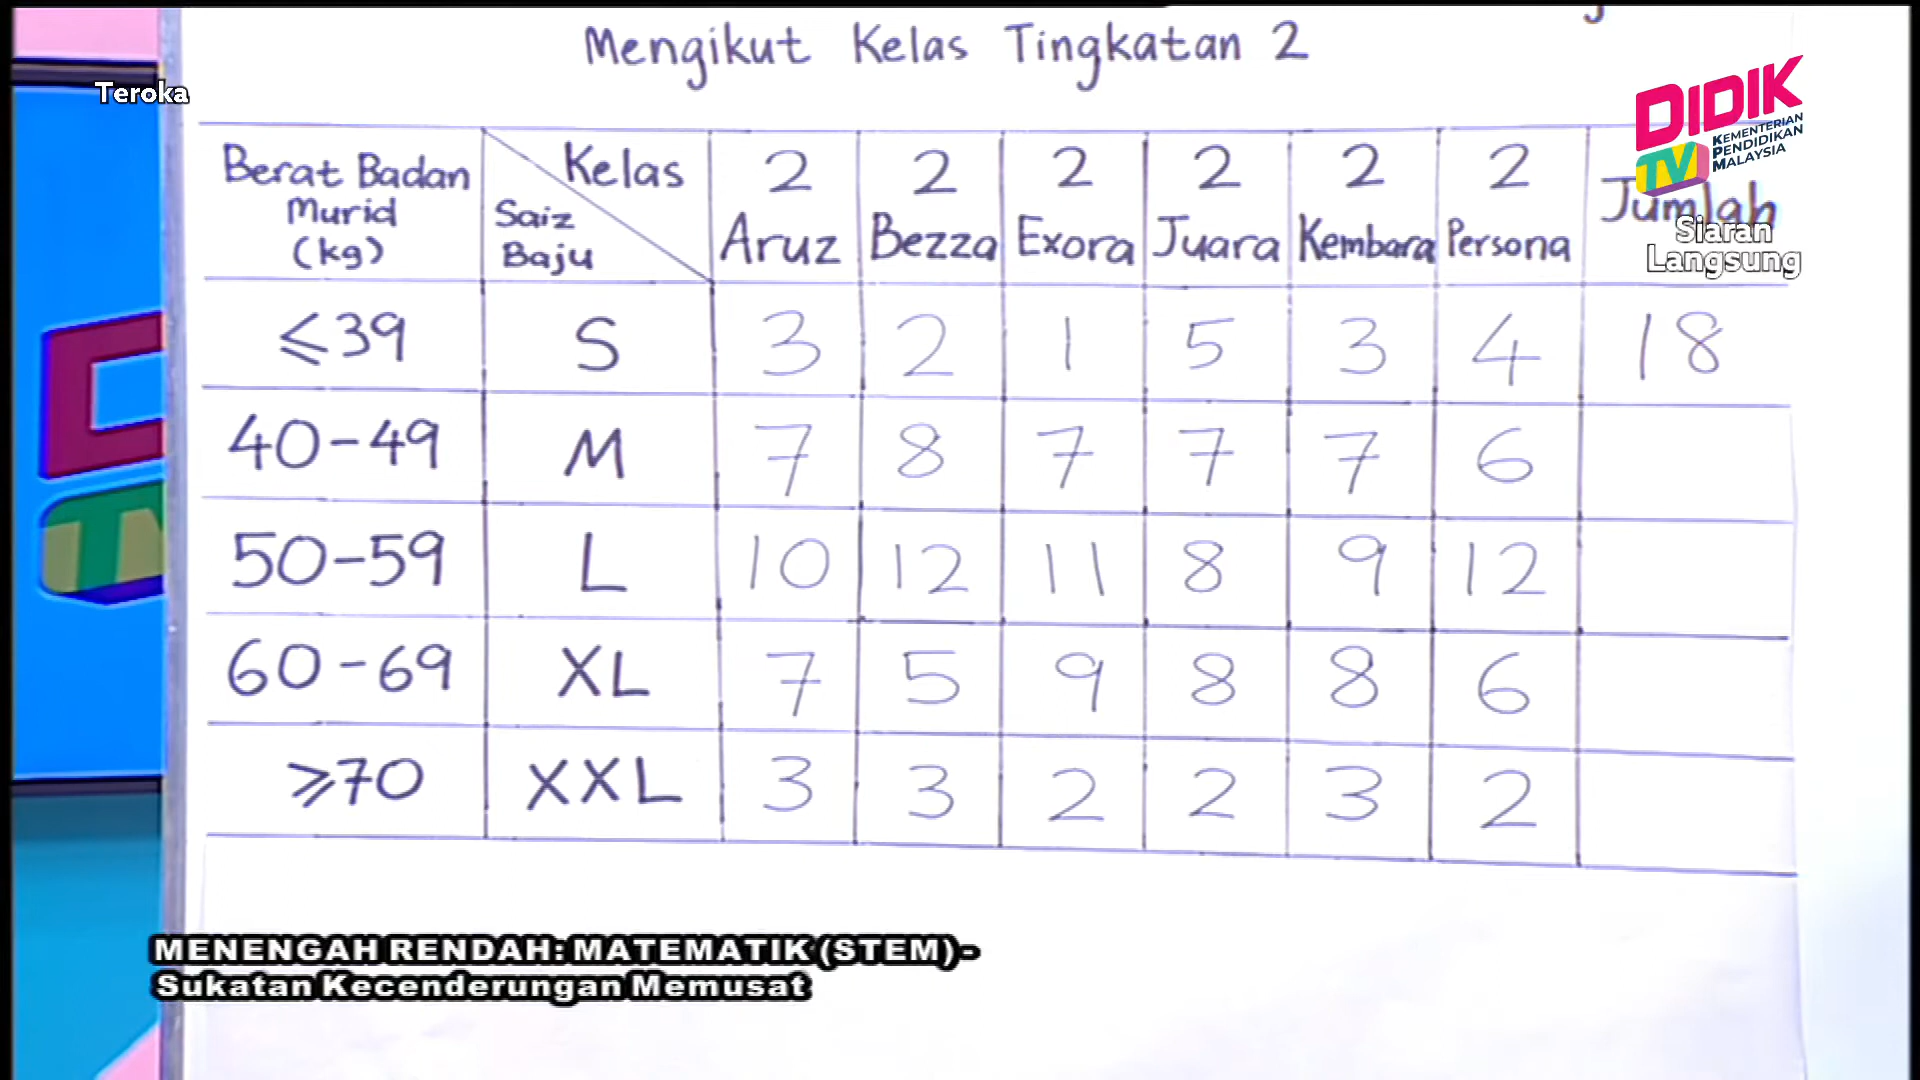 Mengikut Kelas Tingkatan 2
Teroka
DIDIK
TV
KEMENTERIAN
PENDIDIKAN
MALAYSIA
Siaran
Langsung
Berat Badan Murid (kg) Kelas Saiz Baju 2 Aruz 2 Bezza 2 Exora 2 Juara 2 Kembara 2 Persona Jumlah
≤39 S 3 2 1 5 3 4 18
40-49 M 7 8 7 7 7 6
50-59 L 10 12 11 8 9 12
60-69 XL 7 5 9 8 8 6
≥70 XXL 3 3 2 2 3 2
MENENGAH RENDAH: MATEMATIK (STEM) -
Sukatan Kecenderungan Memusat
TV